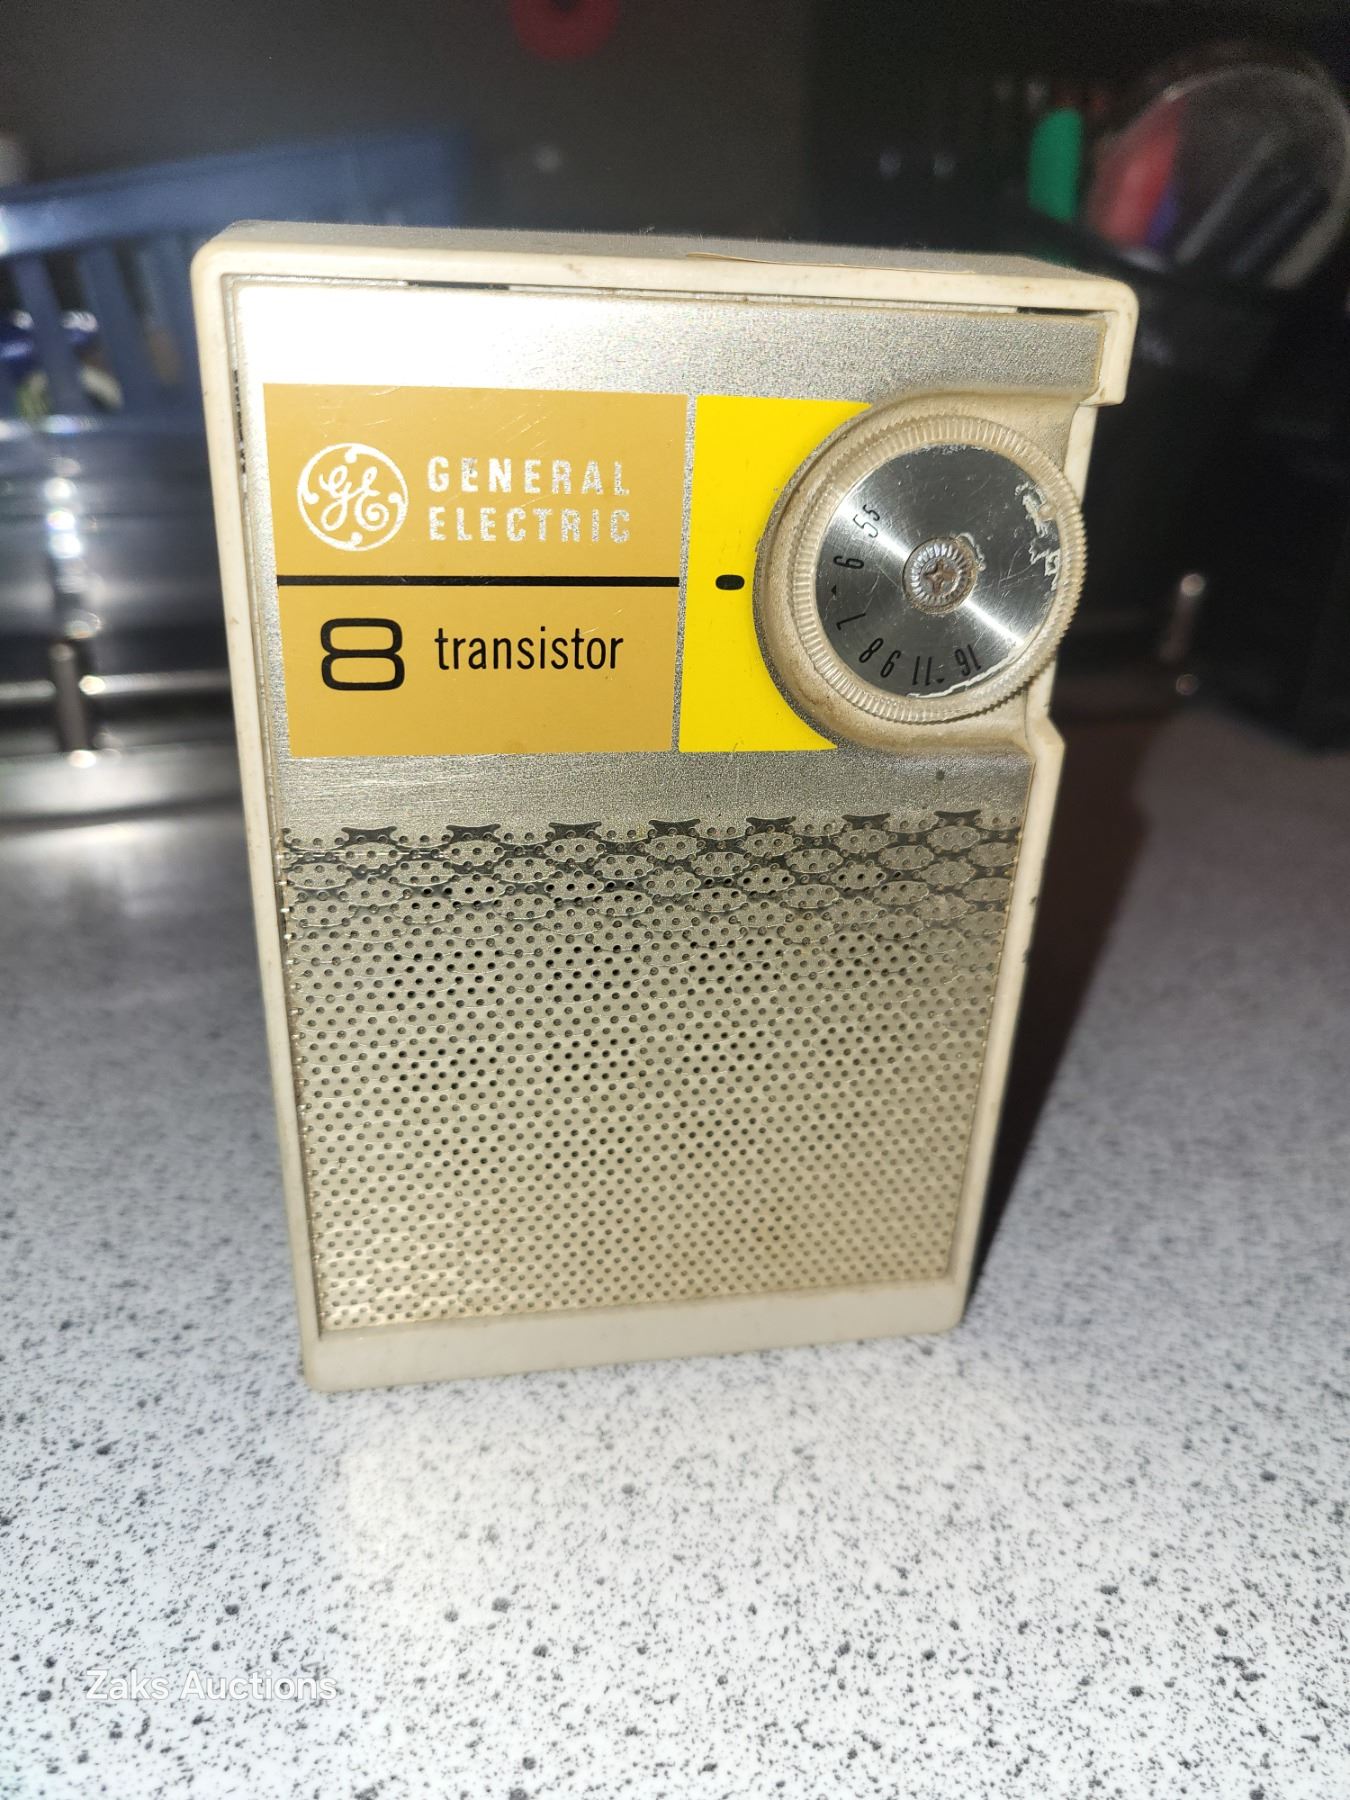 GE
GENERAL
ELECTRIC
8 transistor
55
6
7
8
9
11
16
Zaks Auctions